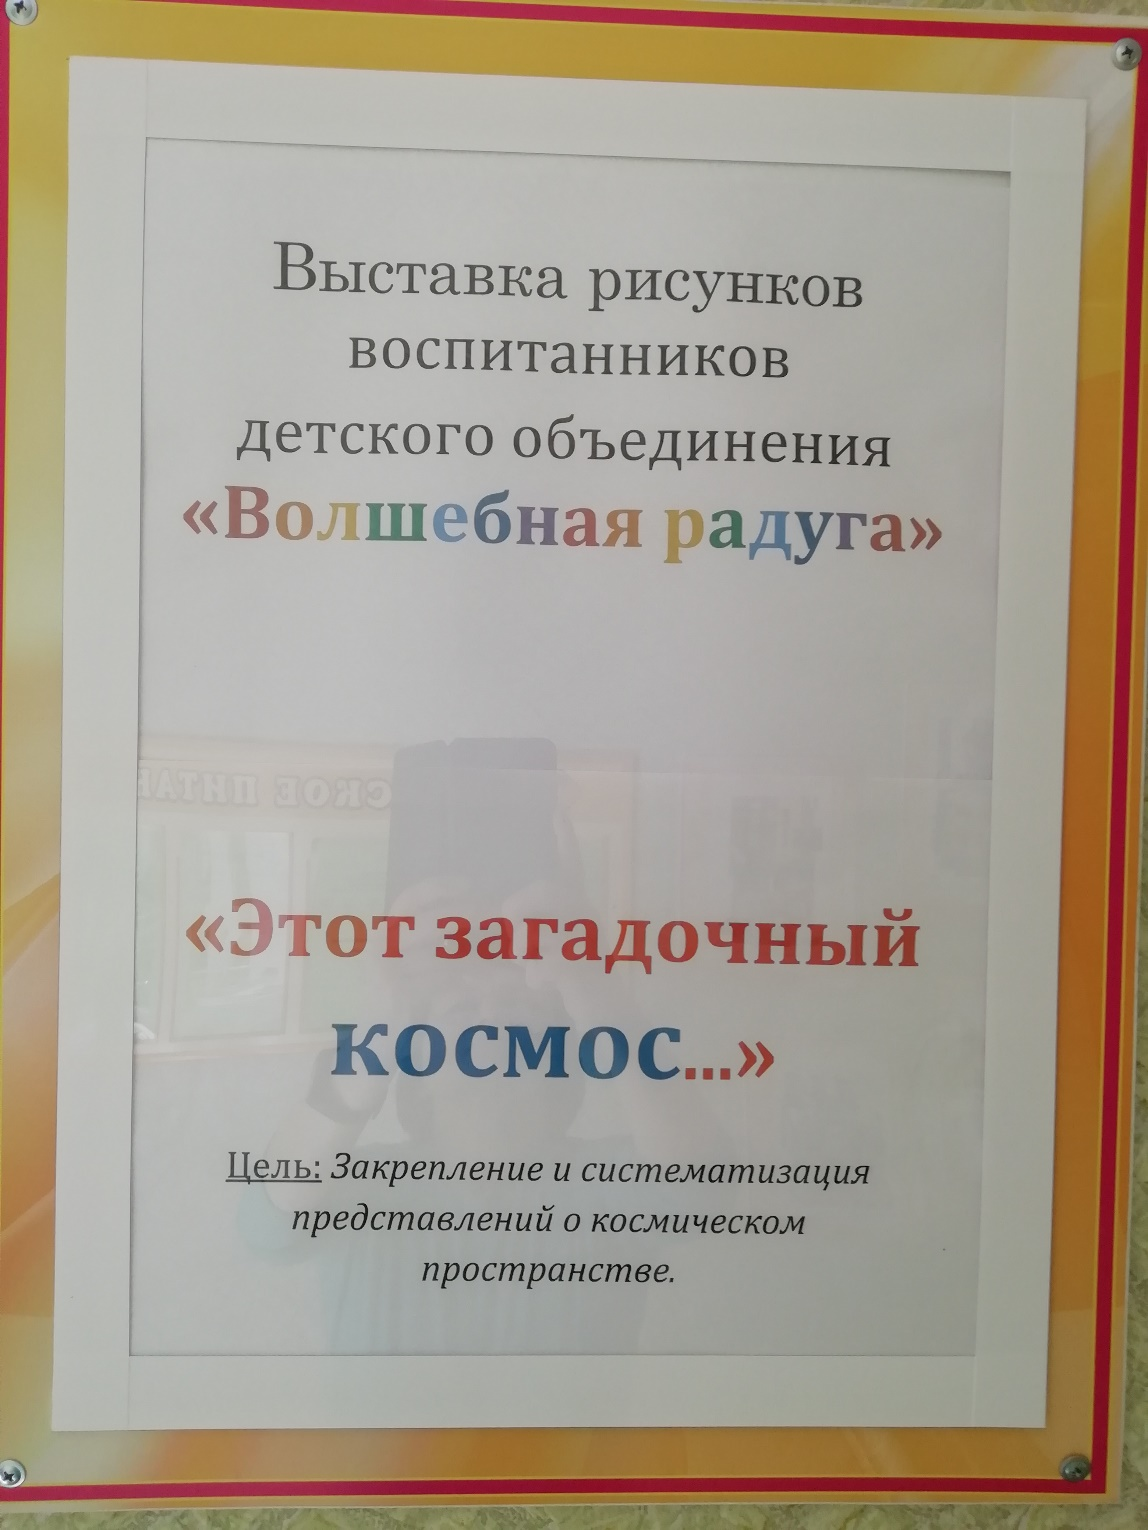 Выставка рисунков
воспитанников
детского объединения
«Волшебная радуга»
«Этот загадочный
космос...»
Цель: Закрепление и систематизация
представлений о космическом
пространстве.